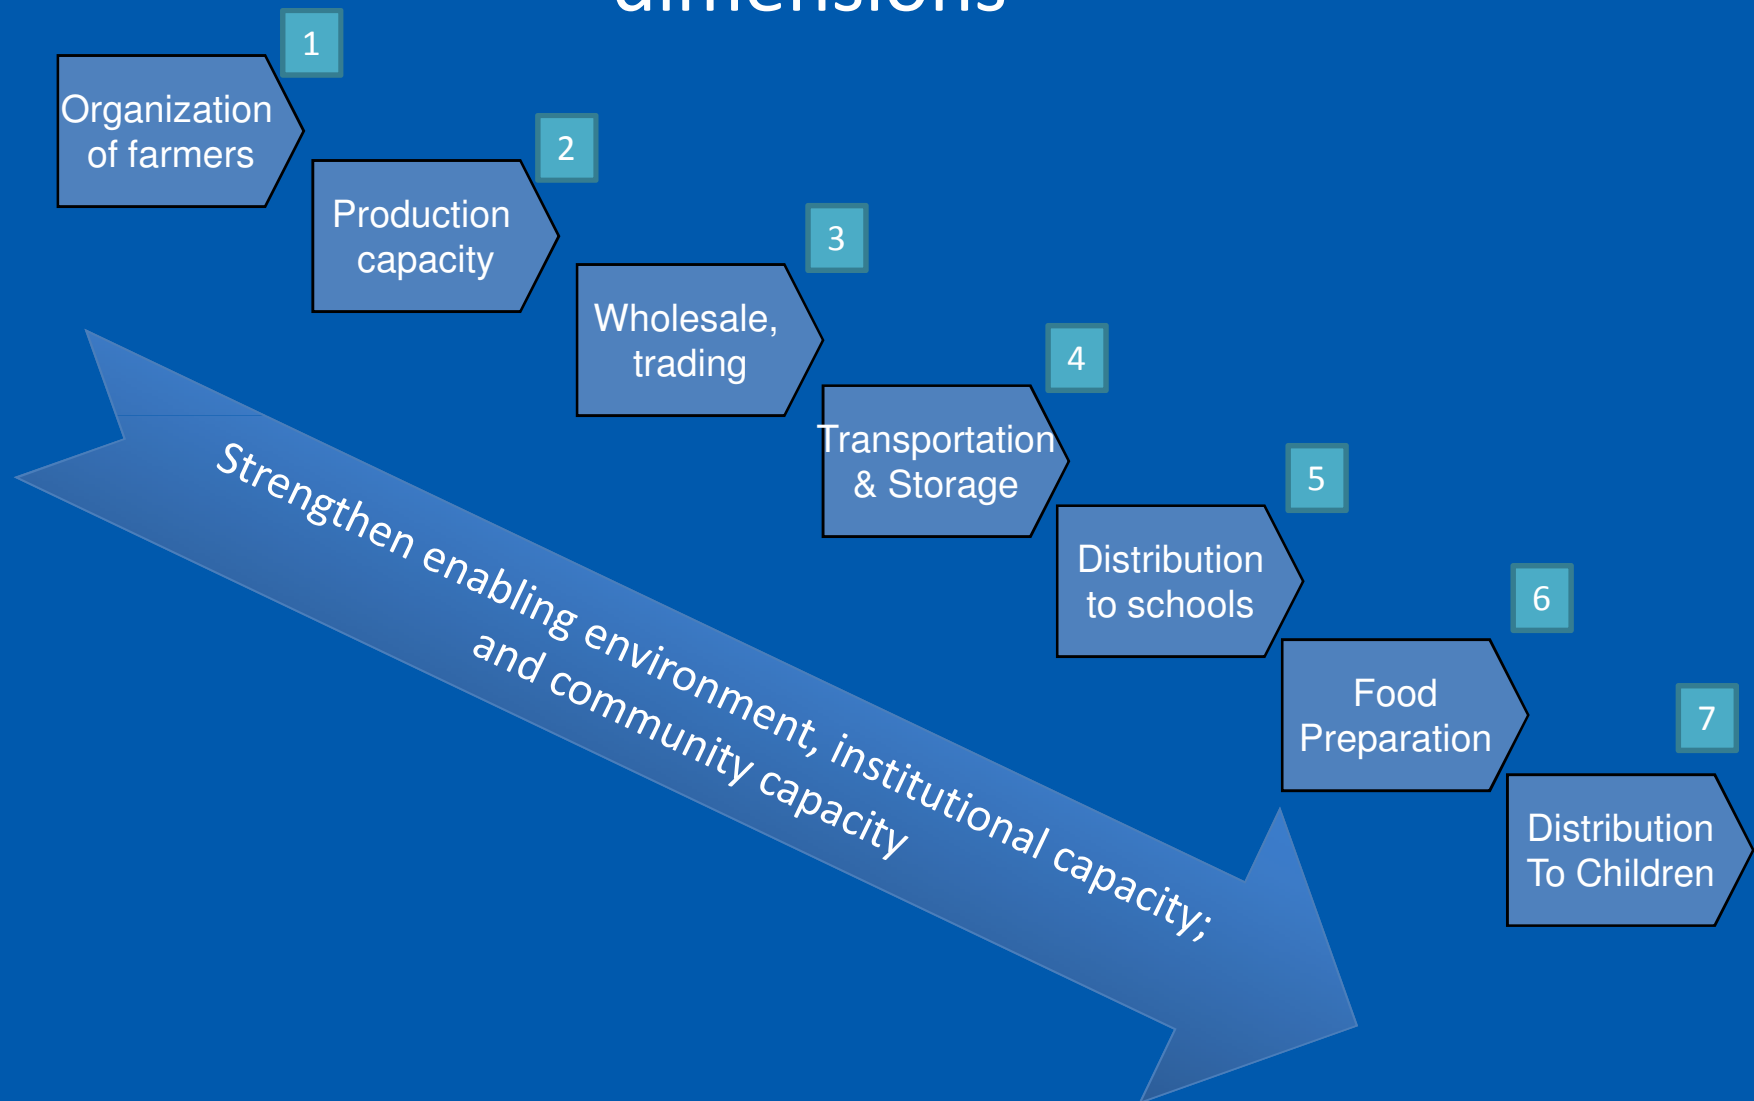 dimensions
1
Organization
of farmers
2
Production
capacity
3
Wholesale,
trading
4
Transportation
& Storage
5
Distribution
to schools
6
Food
Preparation
7
Distribution
To Children
Strengthen enabling environment, institutional capacity;
and community capacity